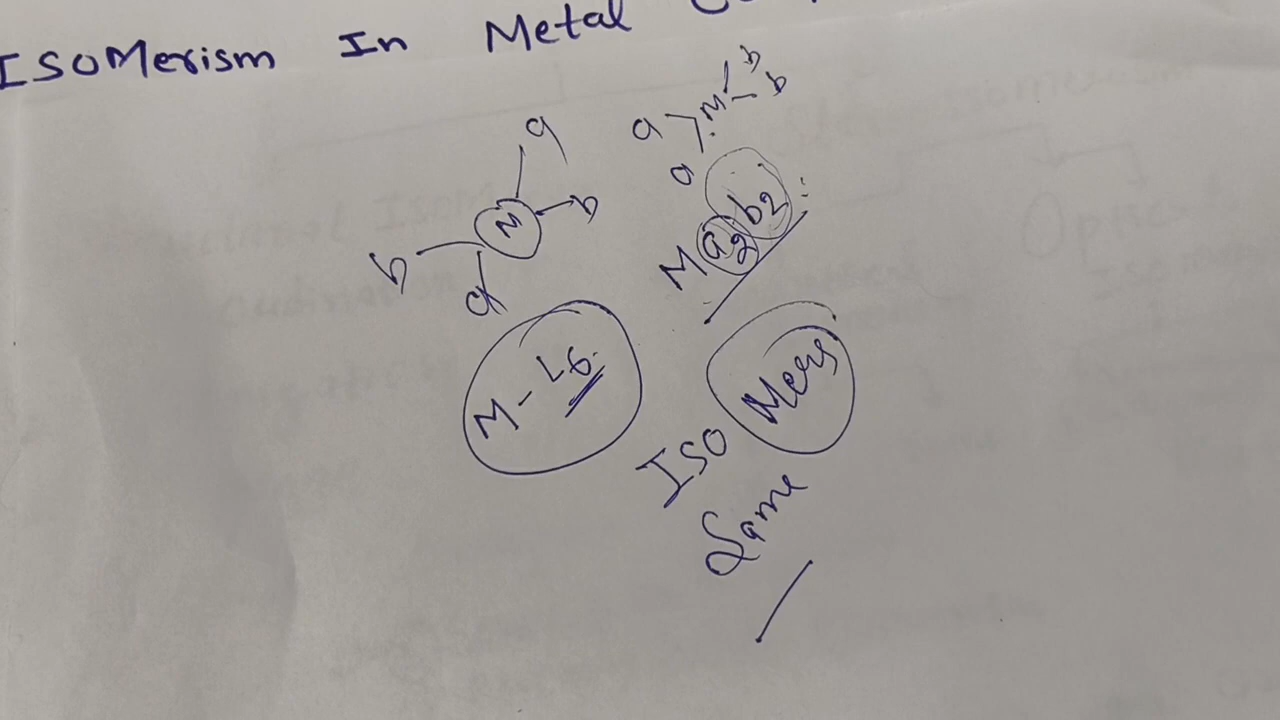 ISOMerism In Metal
a
a M b
b
a
M b
b
a
Ma2b2
M-L6
Iso Mers
Same